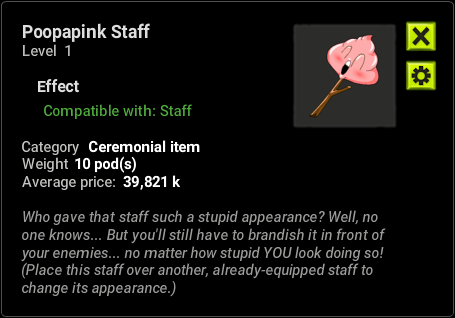 Poopapink Staff
Level 1
Effect
Compatible with: Staff
Category Ceremonial item
Weight 10 pod(s)
Average price: 39,821 k
Who gave that staff such a stupid appearance? Well, no
one knows... But you'll still have to brandish it in front of
your enemies... no matter how stupid YOU look doing so!
(Place this staff over another, already-equipped staff to
change its appearance.)